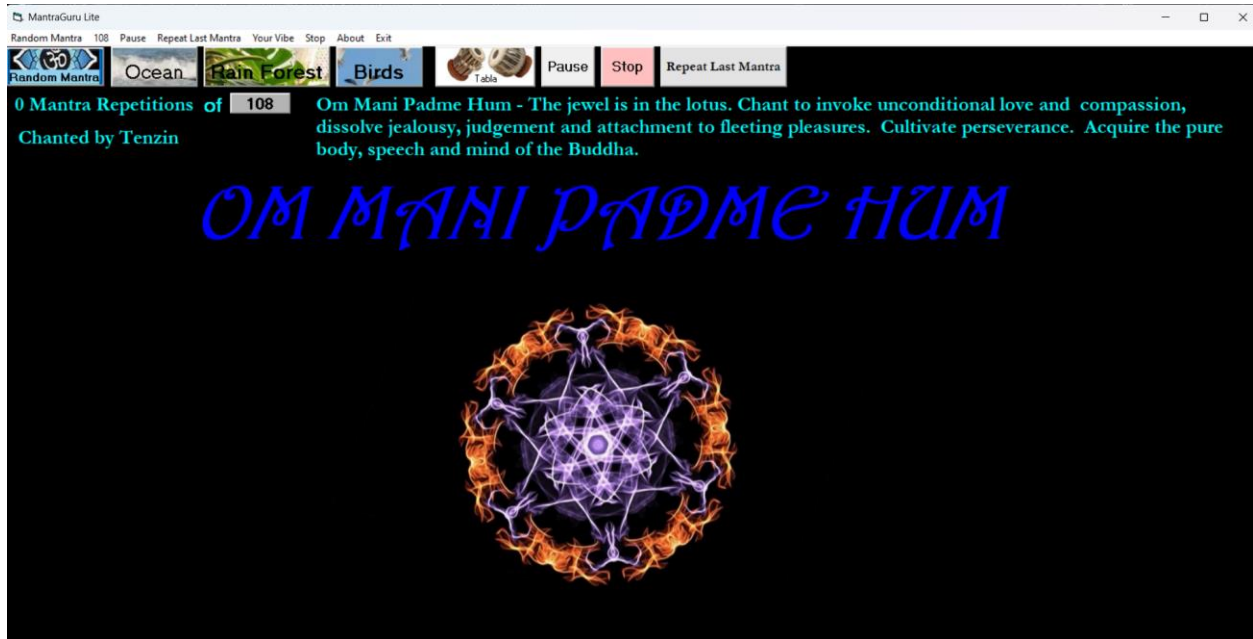 MantraGuru Lite
Random Mantra 108 Pause Repeat Last Mantra Your Vibe Stop About Exit
Random Mantra Ocean Rain Forest Birds Tabla Pause Stop Repeat Last Mantra
0 Mantra Repetitions of 108
Chanted by Tenzin
Om Mani Padme Hum - The jewel is in the lotus. Chant to invoke unconditional love and compassion,
dissolve jealousy, judgement and attachment to fleeting pleasures. Cultivate perseverance. Acquire the pure
body, speech and mind of the Buddha.
OM MANI PADME HUM